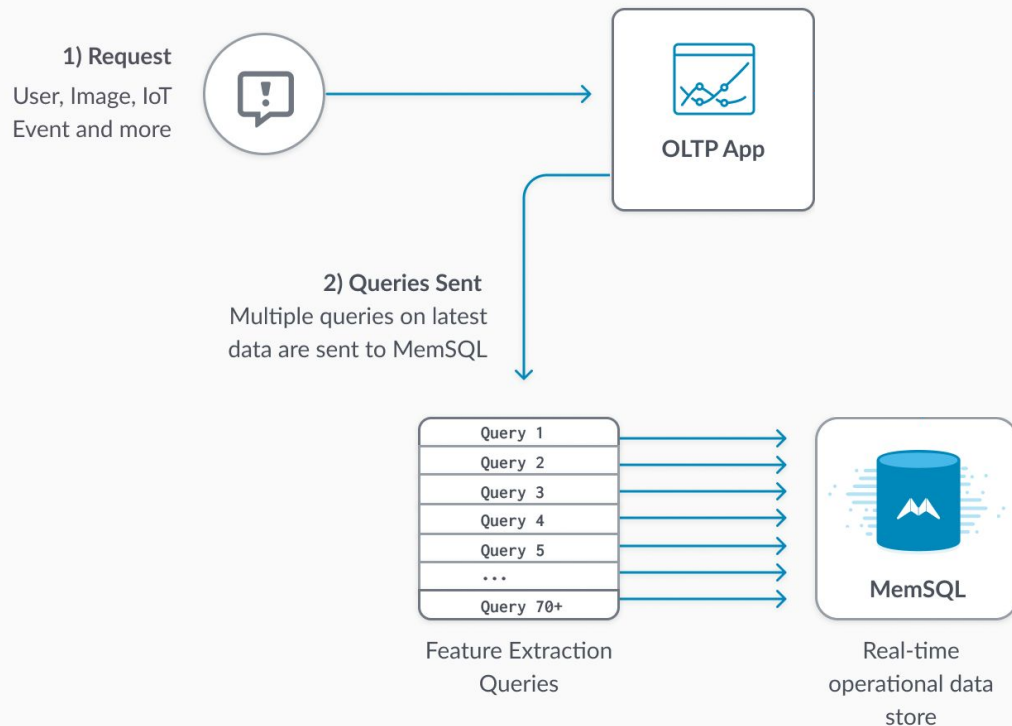 1) Request
User, Image, IoT
Event and more
OLTP App
2) Queries Sent
Multiple queries on latest
data are sent to MemSQL
Query 1
Query 2
Query 3
Query 4
Query 5
...
Query 70+
Feature Extraction
Queries
MemSQL
Real-time
operational data
store